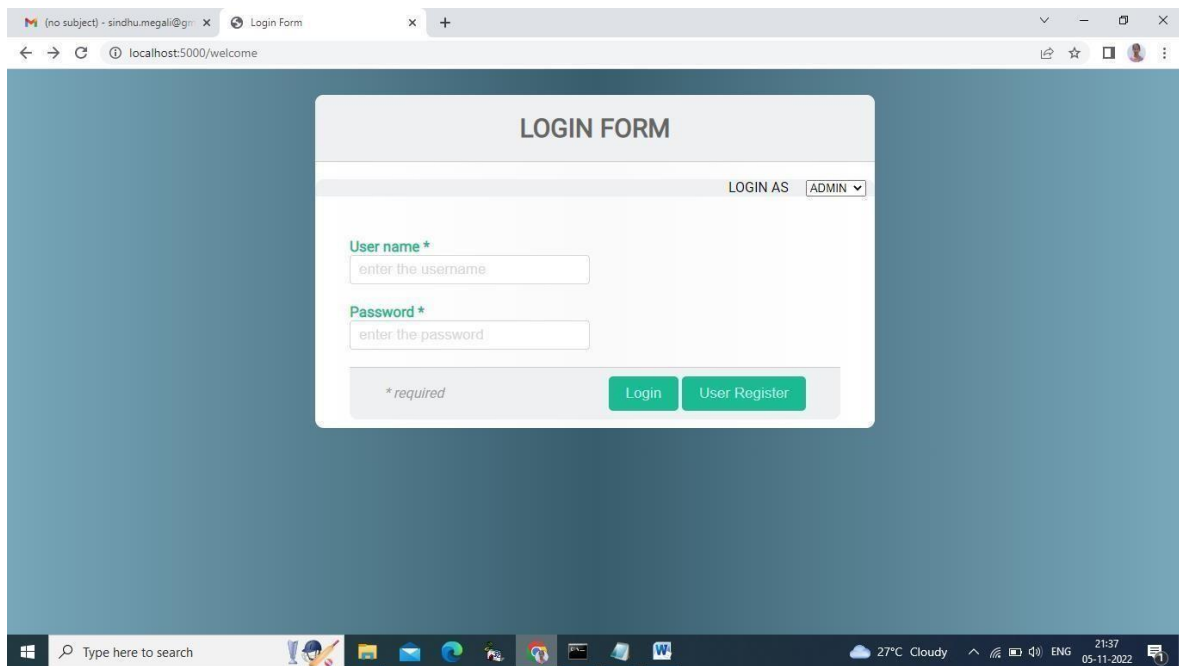 (no subject) - sindhu.megali@gm
Login Form
localhost:5000/welcome
LOGIN FORM
LOGIN AS ADMIN
User name *
enter the username
Password *
enter the password
* required Login User Register
Type here to search
27°C Cloudy ENG
21:37
05-11-2022